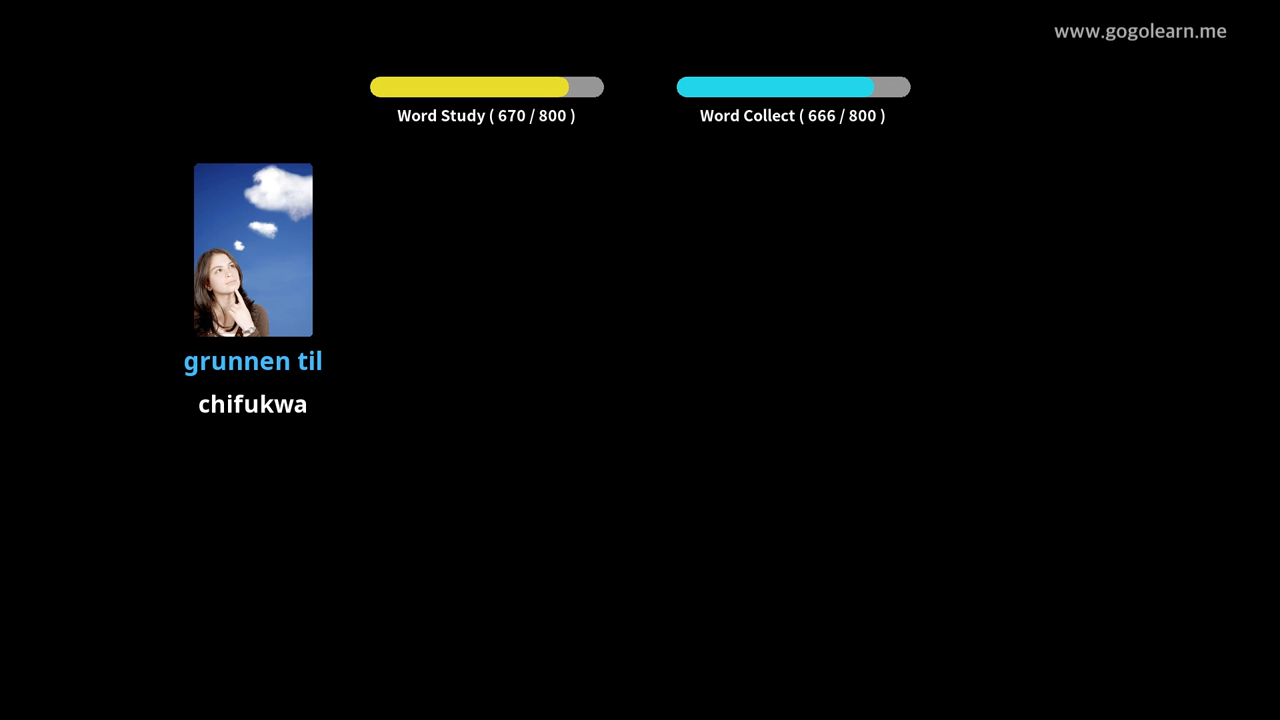 www.gogolearn.me
Word Study ( 670 / 800 )
Word Collect ( 666 / 800 )
grunnen til
chifukwa